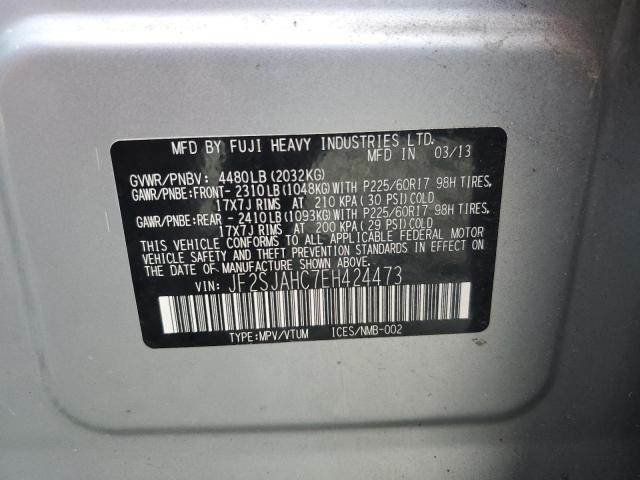 MFD BY FUJI HEAVY INDUSTRIES LTD.
MFD IN 03/13
GVWR/PNBV: 4480LB(2032KG)
GAWR/PNBE:FRONT- 2310LB(1048KG)WITH P225/60R17 98H TIRES,
17X7J RIMS AT 210 KPA (30 PSI)COLD
GAWR/PNBE:REAR - 2410LB(1093KG)WITH P225/60R17 98H TIRES,
17X7J RIMS AT 200 KPA (29 PSI)COLD
THIS VEHICLE CONFORMS TO ALL APPLICABLE FEDERAL MOTOR
VEHICLE SAFETY AND THEFT PREVENTION STANDARDS IN EFFECT
ON THE DATE OF MANUFACTURE SHOWN ABOVE.
VIN: JF2SJAHC7EH424473
TYPE:MPV/VTUM ICES/NMB-002